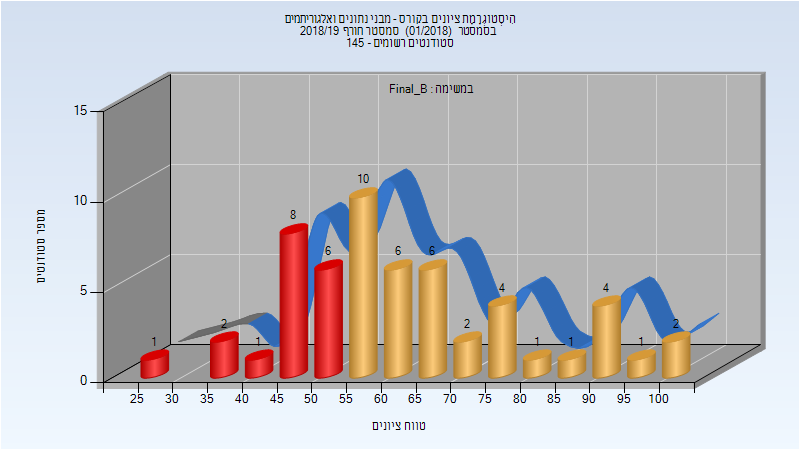 היסטוגרמת ציונים בקורס - מבני נתונים ואלגוריתמים
בסמסטר (01/2018) סמסטר חורף 2018/19
סטודנטים רשומים - 145
במשימה : Final_B
מספר סטודנטים
15
10
5
0
1
2
1
8
6
10
6
6
2
4
1
1
4
1
2
25 30 35 40 45 50 55 60 65 70 75 80 85 90 95 100
טווח ציונים